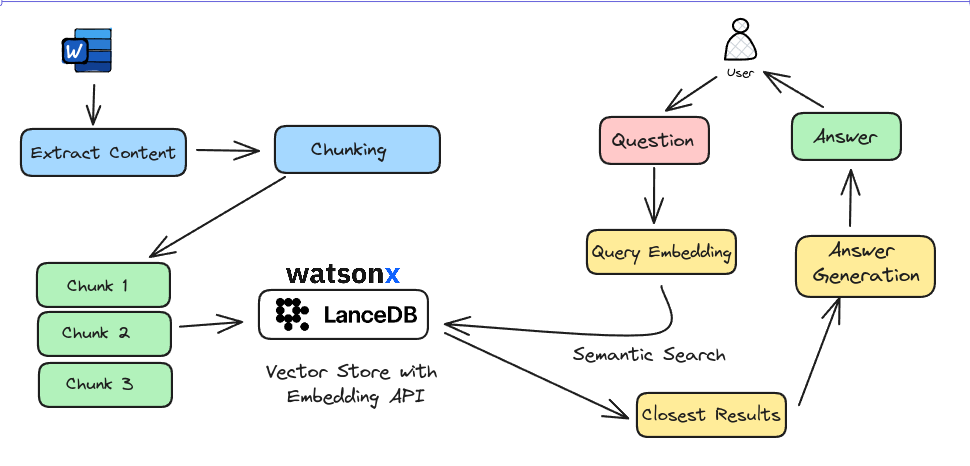 W
User
Extract Content
Chunking
Question
Answer
Query Embedding
Answer
Generation
Chunk 1
Chunk 2
Chunk 3
watsonx
LanceDB
Vector Store with
Embedding API
Semantic Search
Closest Results